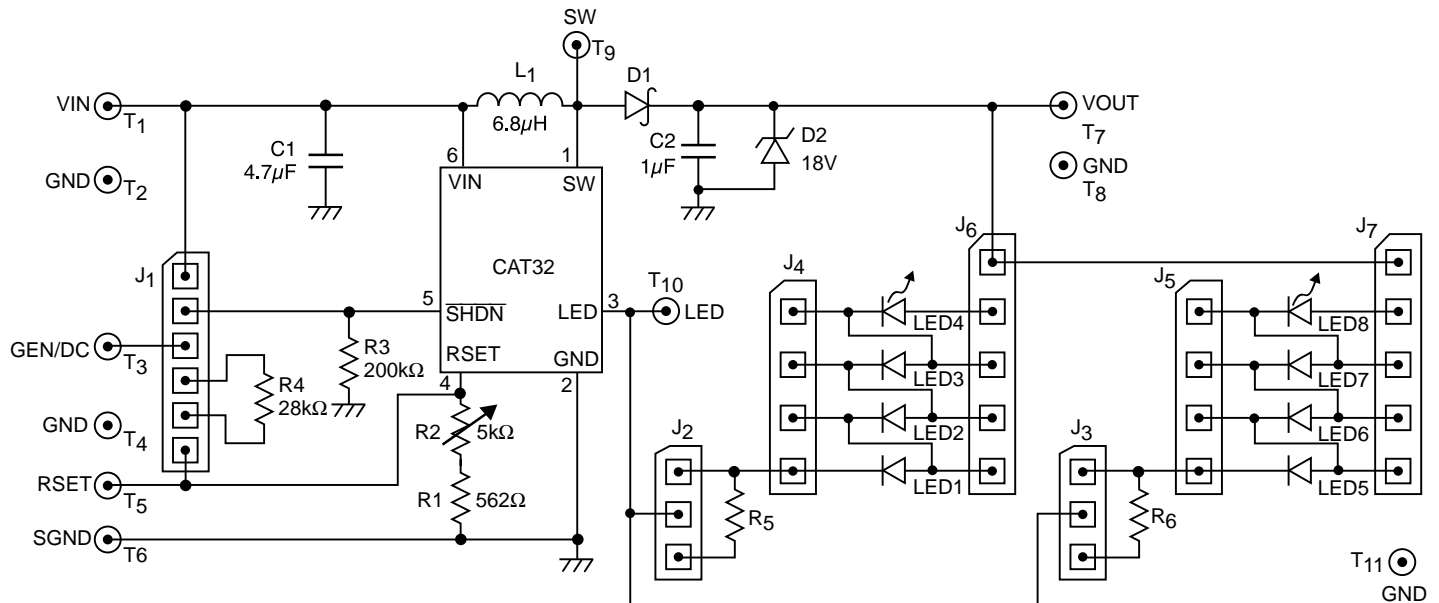 SW
T9
L1
D1
VIN
T1
6.8µH
VOUT
T7
C1
4.7µF
6
1
C2
1µF
D2
18V
GND
T8
GND
T2
VIN
SW
J1
CAT32
J6
J7
J4
J5
5
SHDN
LED
3
T10
LED
LED4
LED8
GEN/DC
T3
R3
200kΩ
RSET
GND
4
2
R4
28kΩ
LED3
LED7
GND
T4
R2
5kΩ
J2
LED2
J3
LED6
RSET
T5
R1
562Ω
R5
LED1
R6
LED5
SGND
T6
T11
GND